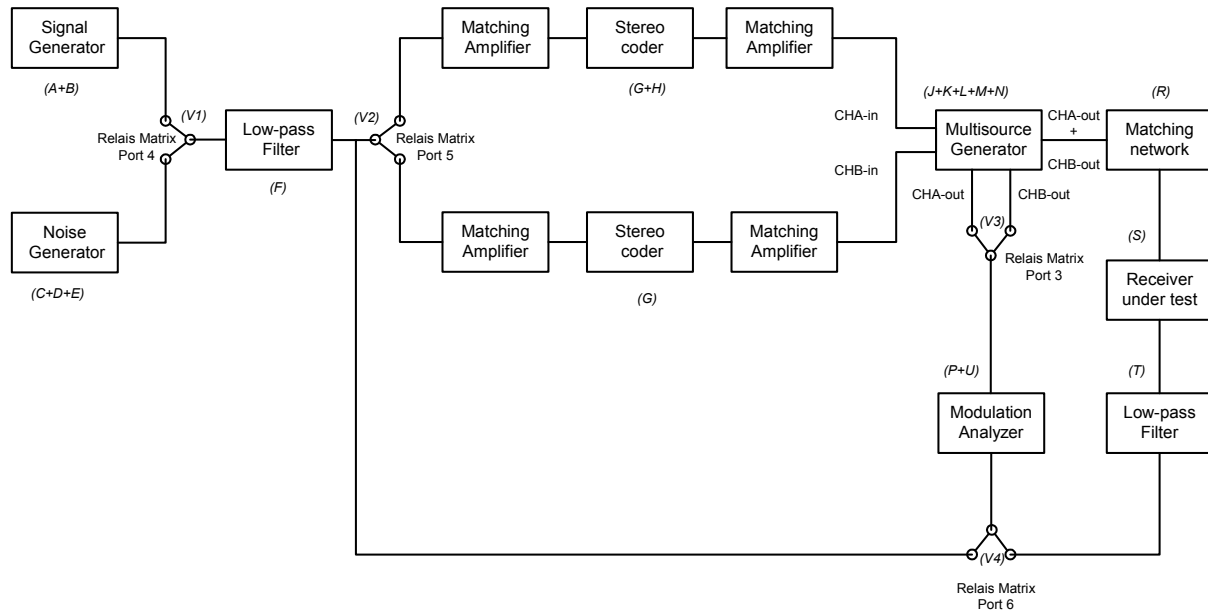 Signal
Generator
(A+B)
(V1)
Relais Matrix
Port 4
Noise
Generator
(C+D+E)
Low-pass
Filter
(F)
(V2)
Relais Matrix
Port 5
Matching
Amplifier
Stereo
coder
(G+H)
Matching
Amplifier
Matching
Amplifier
Stereo
coder
(G)
Matching
Amplifier
CHA-in
CHB-in
(J+K+L+M+N)
Multisource
Generator
CHA-out
+
CHB-out
(R)
Matching
network
CHA-out
CHB-out
(V3)
Relais Matrix
Port 3
(S)
Receiver
under test
(P+U)
Modulation
Analyzer
(T)
Low-pass
Filter
(V4)
Relais Matrix
Port 6